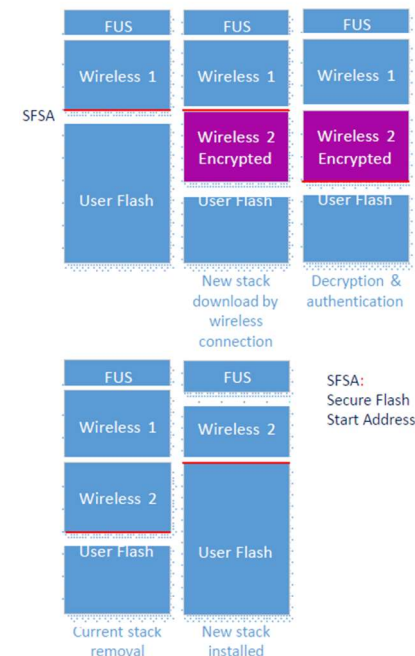 FUS
FUS
FUS
Wireless 1
Wireless 1
Wireless 1
SFSA
Wireless 2
Encrypted
Wireless 2
Encrypted
User Flash
User Flash
User Flash
New stack
download by
wireless
connection
Decryption &
authentication
FUS
FUS
SFSA:
Secure Flash
Start Address
Wireless 1
Wireless 2
Wireless 2
User Flash
User Flash
Current stack
removal
New stack
installed